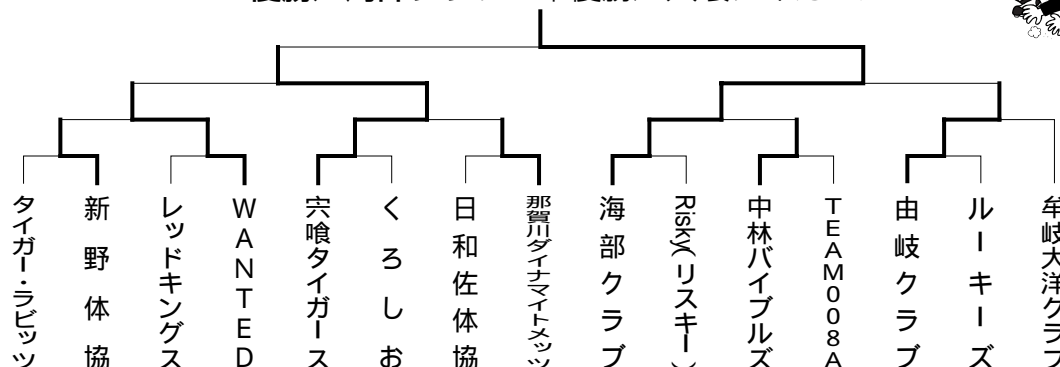 タイガー・ラビッツ
新野体協
レッドキングス
WANTED
宍喰タイガース
くろしお
日和佐体協
那賀川ダイナマイトメッツ
海部クラブ
Risky(リスキー)
中林バイブルズ
TEAM008A
由岐クラブ
ルーキーズ
牟岐大洋クラブ